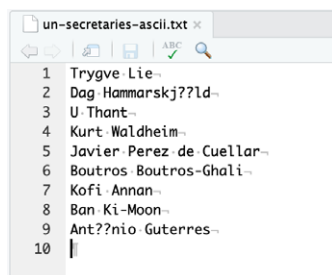 un-secretaries-ascii.txt ×
ABC
1 Trygve Lie
2 Dag Hammarskj??ld
3 U Thant
4 Kurt Waldheim
5 Javier Perez de Cuellar
6 Boutros Boutros-Ghali
7 Kofi Annan
8 Ban Ki-Moon
9 Ant??nio Guterres
10